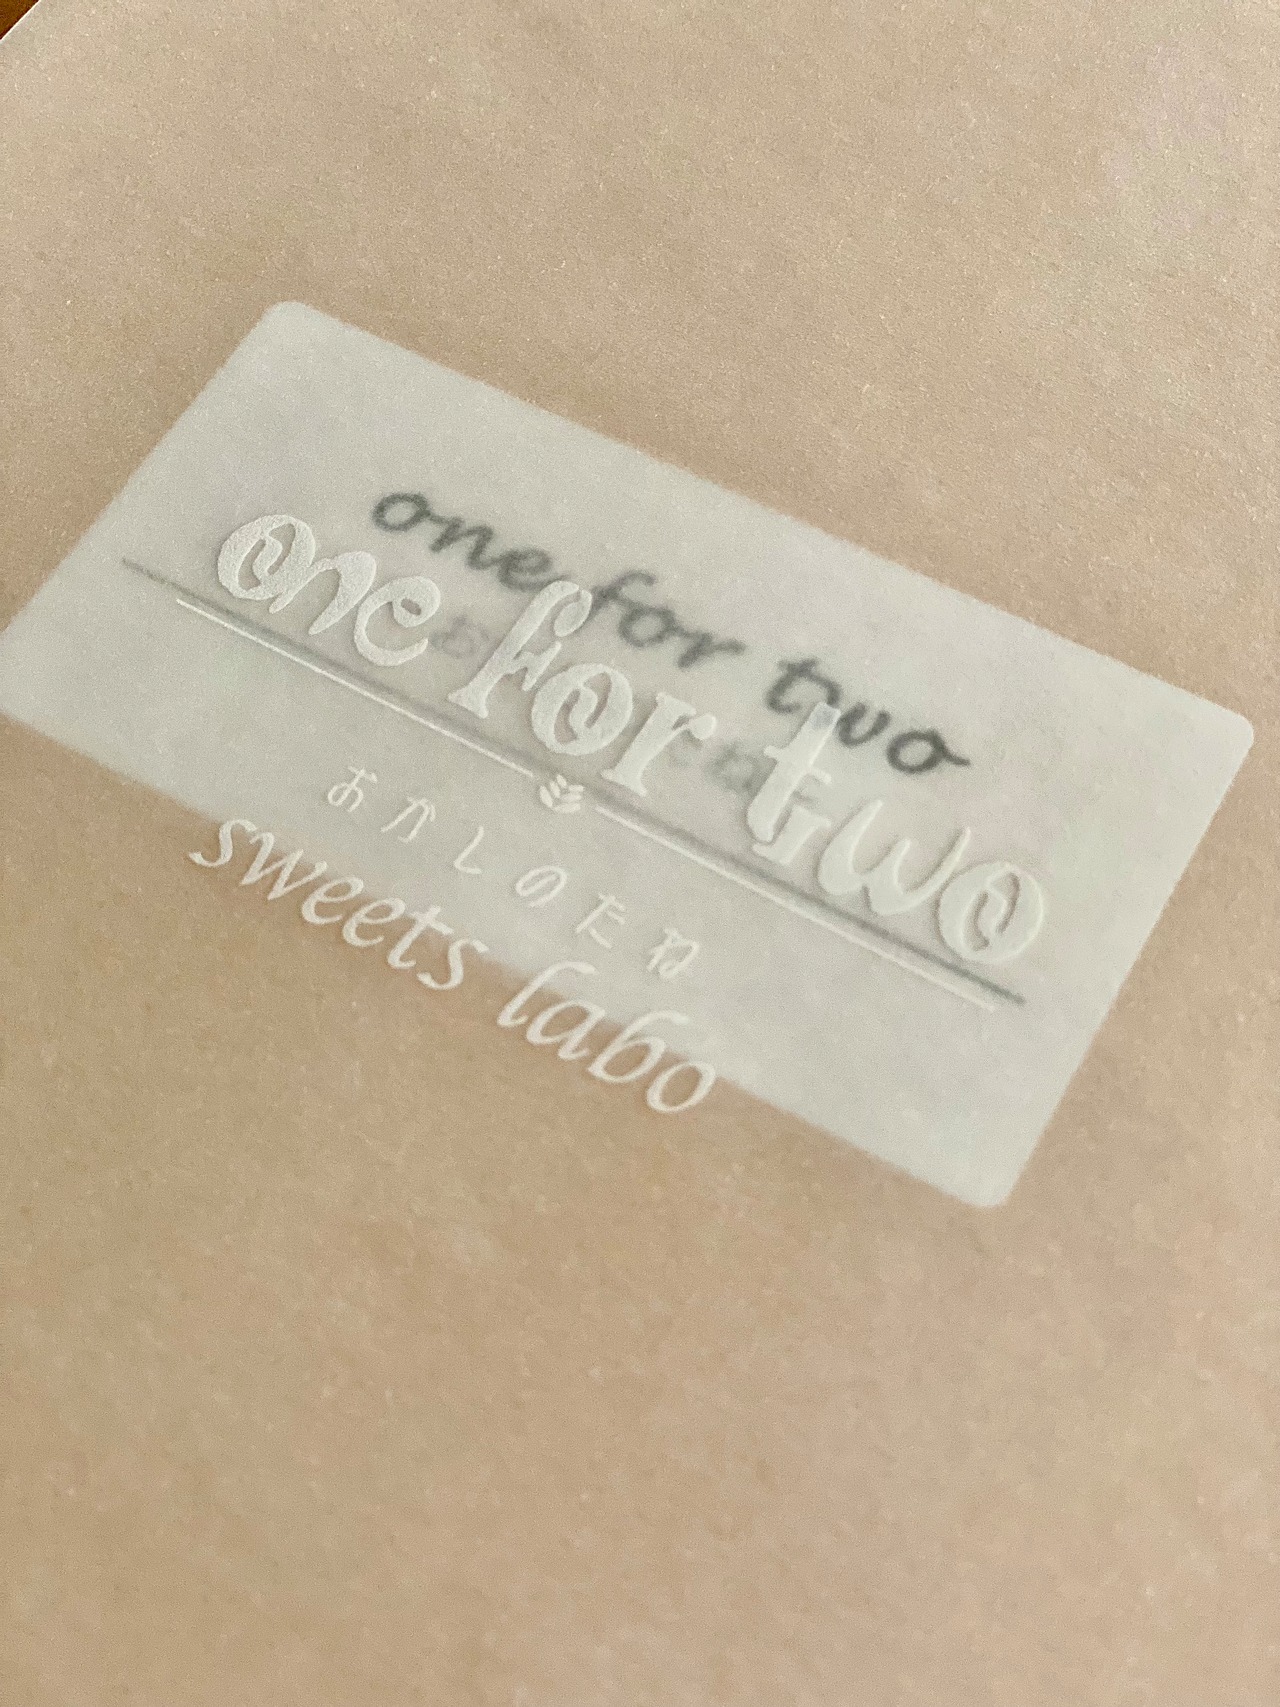 one for two
one for two
おかしのたね
sweets labo